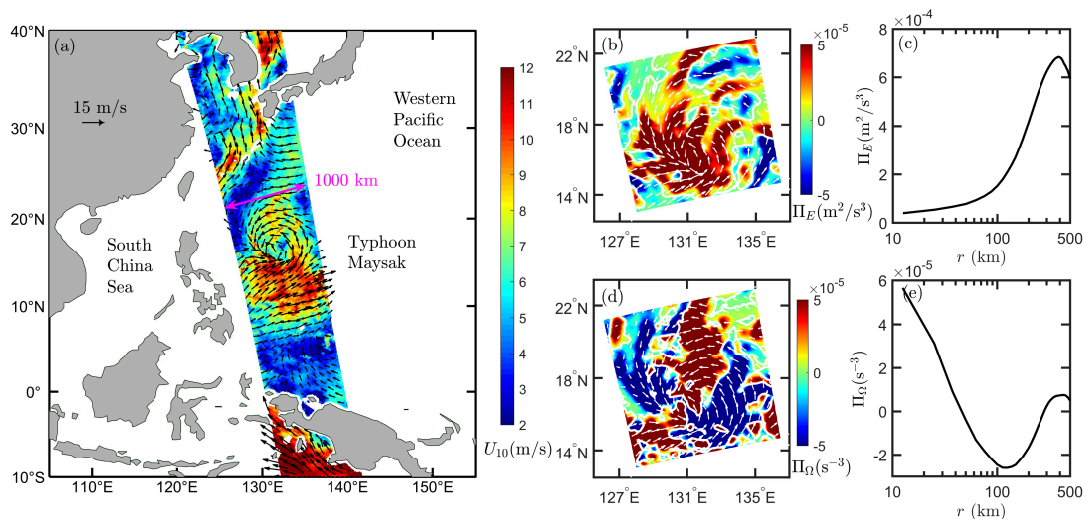 (a)
40°N
30°N
20°N
10°N
0°
10°S
110°E
120°E
130°E
140°E
150°E
15 m/s
Western
Pacific
Ocean
1000 km
South
China
Sea
Typhoon
Maysak
12
11
10
9
8
7
6
5
4
3
2
U₁₀(m/s)
(b)
22°N
18°N
14°N
127°E
131°E
135°E
×10⁻⁵
5
0
-5
Π_E(m²/s³)
(c)
×10⁻⁴
8
6
4
2
0
Π_E(m²/s³)
10
100
500
r (km)
(d)
22°N
18°N
14°N
127°E
131°E
135°E
×10⁻⁵
5
0
-5
Π_Ω(s⁻³)
(e)
×10⁻⁵
6
4
2
0
−2
Π_Ω(s⁻³)
10
100
500
r (km)